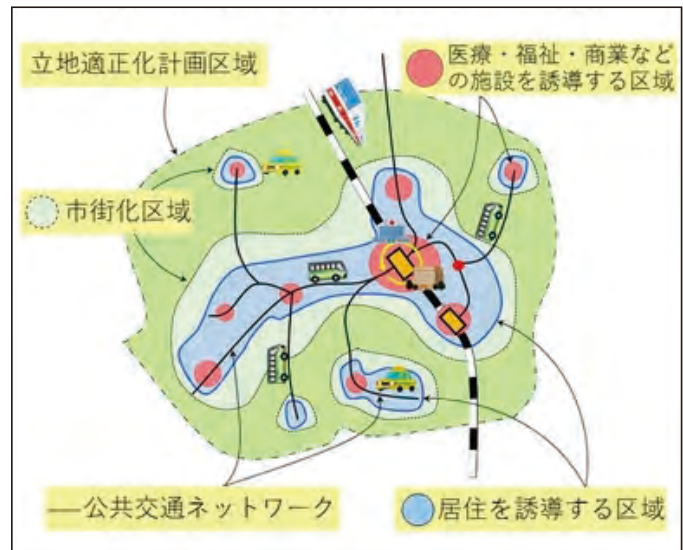 立地適正化計画区域
医療・福祉・商業など
の施設を誘導する区域
市街化区域
公共交通ネットワーク
居住を誘導する区域